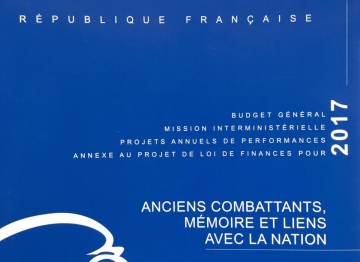 RÉPUBLIQUE FRANÇAISE
BUDGET GÉNÉRAL
MISSION INTERMINISTÉRIELLE
PROJETS ANNUELS DE PERFORMANCES
ANNEXE AU PROJET DE LOI DE FINANCES POUR
2017
ANCIENS COMBATTANTS,
MÉMOIRE ET LIENS
AVEC LA NATION